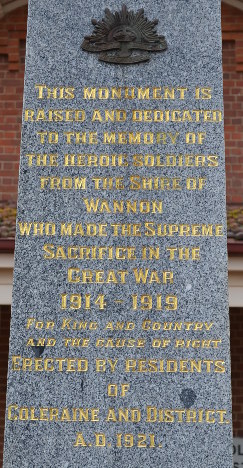 THIS MONUMENT IS
RAISED AND DEDICATED
TO THE MEMORY OF
THE HEROIC SOLDIERS
FROM THE SHIRE OF
WANNON
WHO MADE THE SUPREME
SACRIFICE IN THE
GREAT WAR
1914 - 1919
FOR KING AND COUNTRY
AND THE CAUSE OF RIGHT
ERECTED BY RESIDENTS
OF
COLERAINE AND DISTRICT.
A.D. 1921.